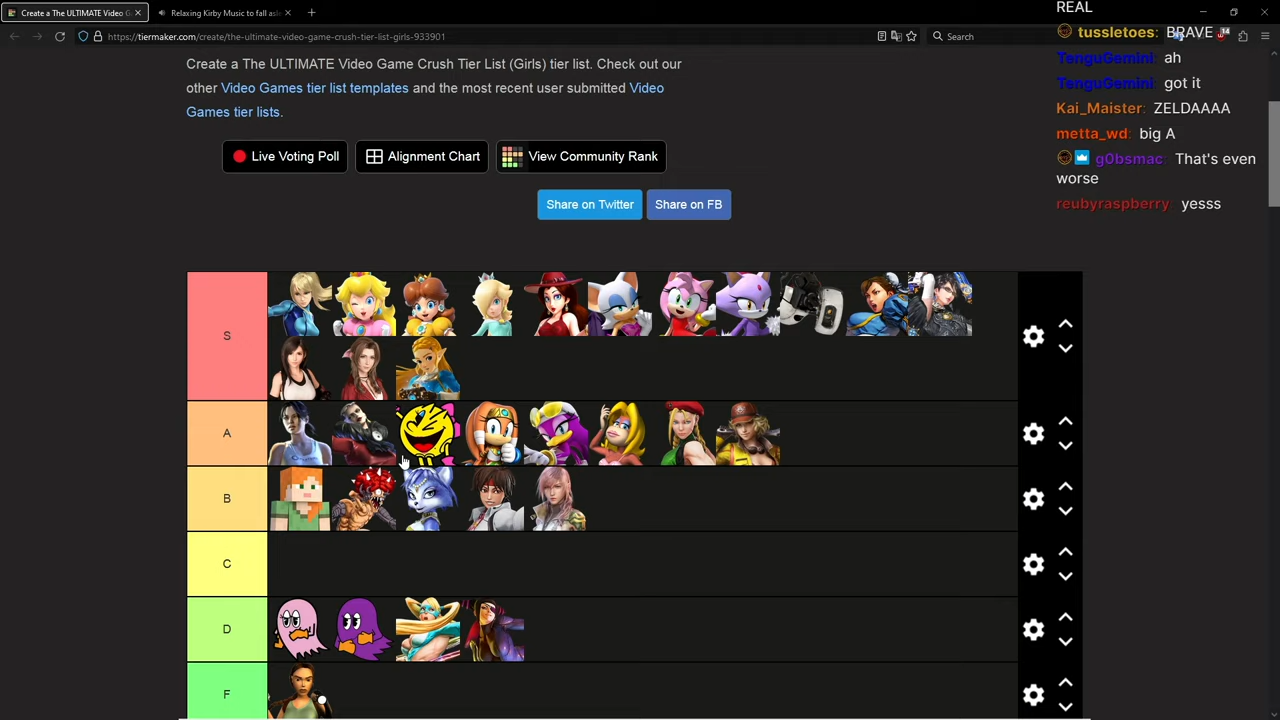 Create a The ULTIMATE Video G
Relaxing Kirby Music to fall asl
https://tiermaker.com/create/the-ultimate-video-game-crush-tier-list-girls-933901
Search
Create a The ULTIMATE Video Game Crush Tier List (Girls) tier list. Check out our
other Video Games tier list templates and the most recent user submitted Video
Games tier lists.
Live Voting Poll
Alignment Chart
View Community Rank
Share on Twitter
Share on FB
S
A
B
C
D
F
REAL
tussletoes: BRAVE
TenguGemini: ah
TenguGemini: got it
Kai_Maister: ZELDAAAA
metta_wd: big A
g0bsmac: That's even
worse
reubyraspberry: yesss